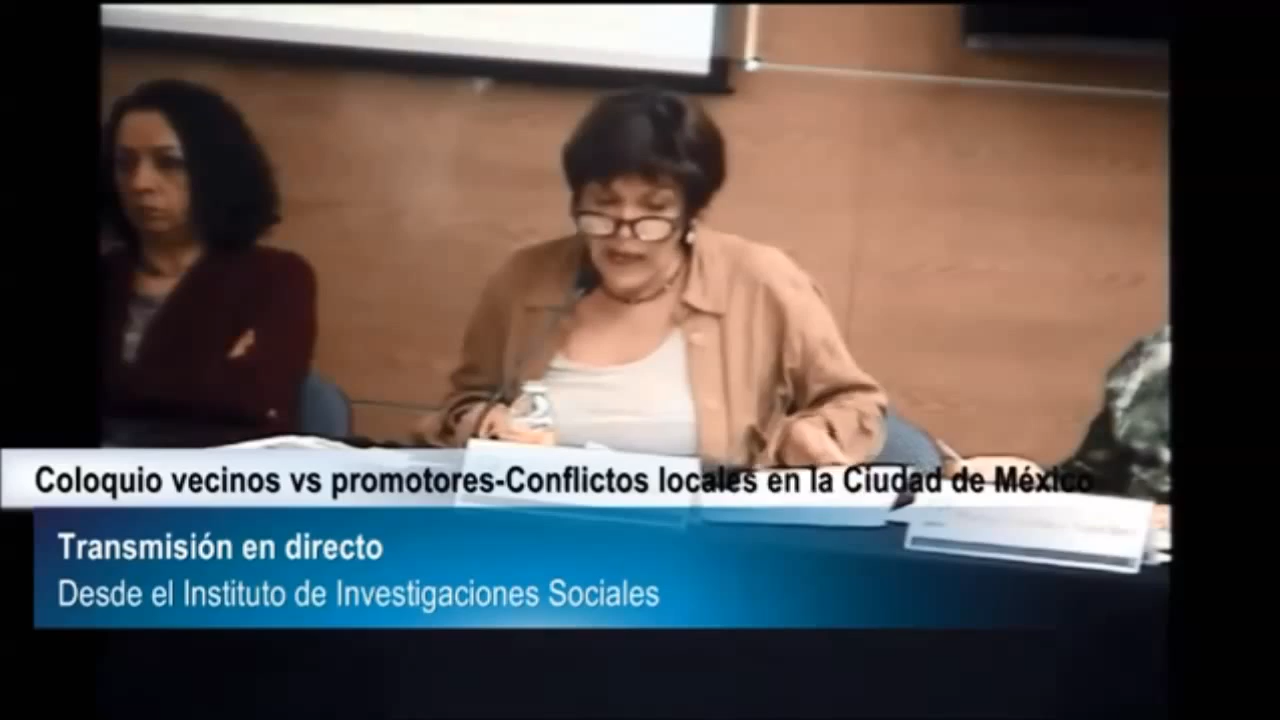 Coloquio vecinos vs promotores-Conflictos locales en la Ciudad de México
Transmisión en directo
Desde el Instituto de Investigaciones Sociales